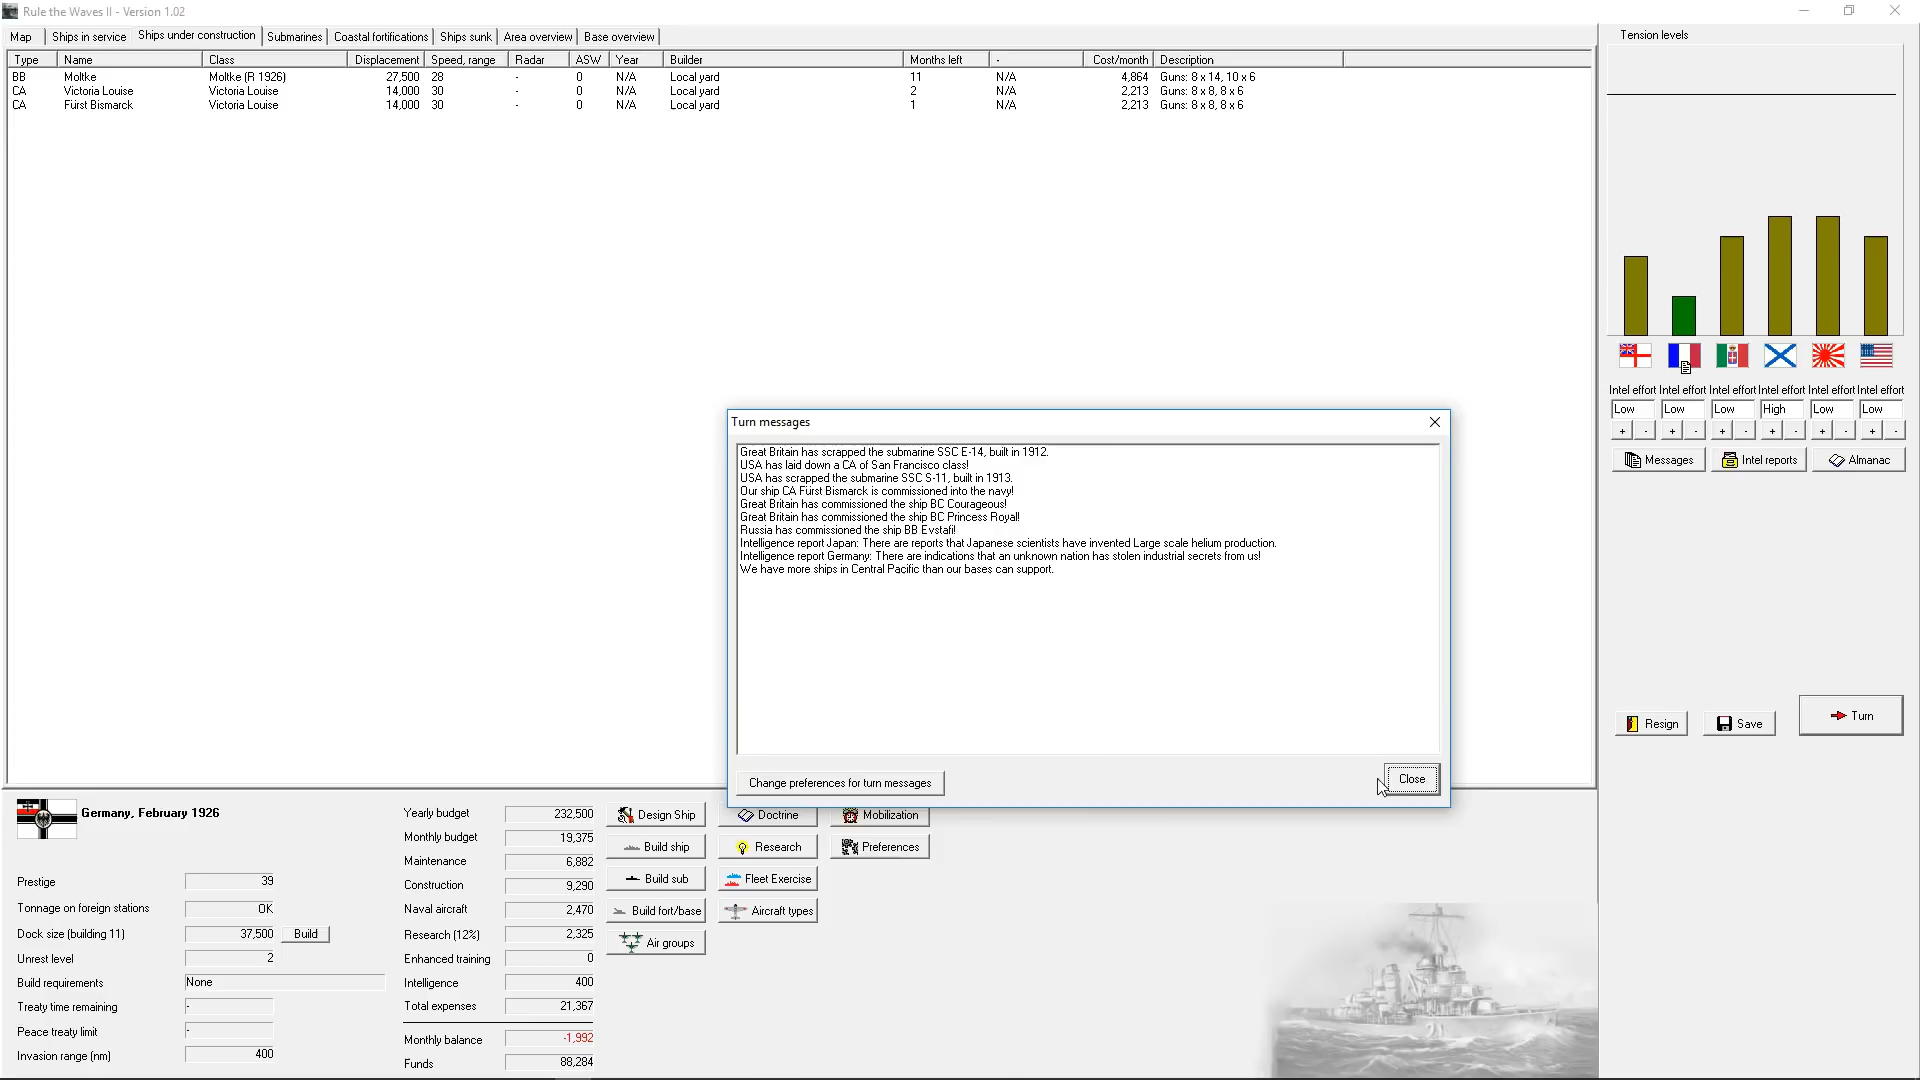 Rule the Waves II - Version 1.02
Map Ships in service Ships under construction Submarines Coastal fortifications Ships sunk Area overview Base overview
Type Name Class Displacement Speed, range Radar ASW Year Builder Months left - Cost/month Description
BB Moltke Moltke (R 1926) 27,500 28 - 0 N/A Local yard 11 N/A 4,864 Guns: 8 x 14, 10 x 6
CA Victoria Louise Victoria Louise 14,000 30 - 0 N/A Local yard 2 N/A 2,213 Guns: 8 x 8, 8 x 6
CA Fürst Bismarck Victoria Louise 14,000 30 - 0 N/A Local yard 1 N/A 2,213 Guns: 8 x 8, 8 x 6
Tension levels
Intel effort Intel effort Intel effort Intel effort Intel effort Intel effort
Low Low Low High Low Low
+ - + - + - + - + - + -
Messages Intel reports Almanac
Resign Save Turn
Turn messages
Great Britain has scrapped the submarine SSC E-14, built in 1912.
USA has laid down a CA of San Francisco class!
USA has scrapped the submarine SSC S-11, built in 1913.
Our ship CA Fürst Bismarck is commissioned into the navy!
Great Britain has commissioned the ship BC Courageous!
Great Britain has commissioned the ship BC Princess Royal!
Russia has commissioned the ship BB Evstafi!
Intelligence report Japan: There are reports that Japanese scientists have invented Large scale helium production.
Intelligence report Germany: There are indications that an unknown nation has stolen industrial secrets from us!
We have more ships in Central Pacific than our bases can support.
Change preferences for turn messages Close
Germany, February 1926
Prestige 39
Tonnage on foreign stations OK
Dock size (building 11) 37,500 Build
Unrest level 2
Build requirements None
Treaty time remaining -
Peace treaty limit -
Invasion range (nm) 400
Yearly budget 232,500
Monthly budget 19,375
Maintenance 6,882
Construction 9,290
Naval aircraft 2,470
Research (12%) 2,325
Enhanced training 0
Intelligence 400
Total expenses 21,367
Monthly balance -1,992
Funds 88,284
Design Ship Doctrine Mobilization
Build ship Research Preferences
Build sub Fleet Exercise
Build fort/base Aircraft types
Air groups